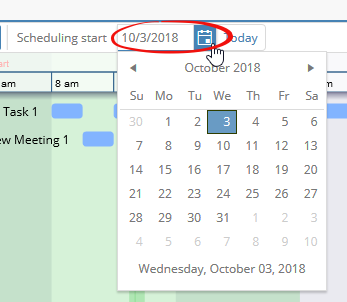 Scheduling start 10/3/2018 Today
art
am 8 am
October 2018
Su Mo Tu We Th Fr Sa
30 1 2 3 4 5 6
Task 1
7 8 9 10 11 12 13
ew Meeting 1
14 15 16 17 18 19 20
21 22 23 24 25 26 27
28 29 30 31 1 2 3
4 5 6 7 8 9 10
Wednesday, October 03, 2018